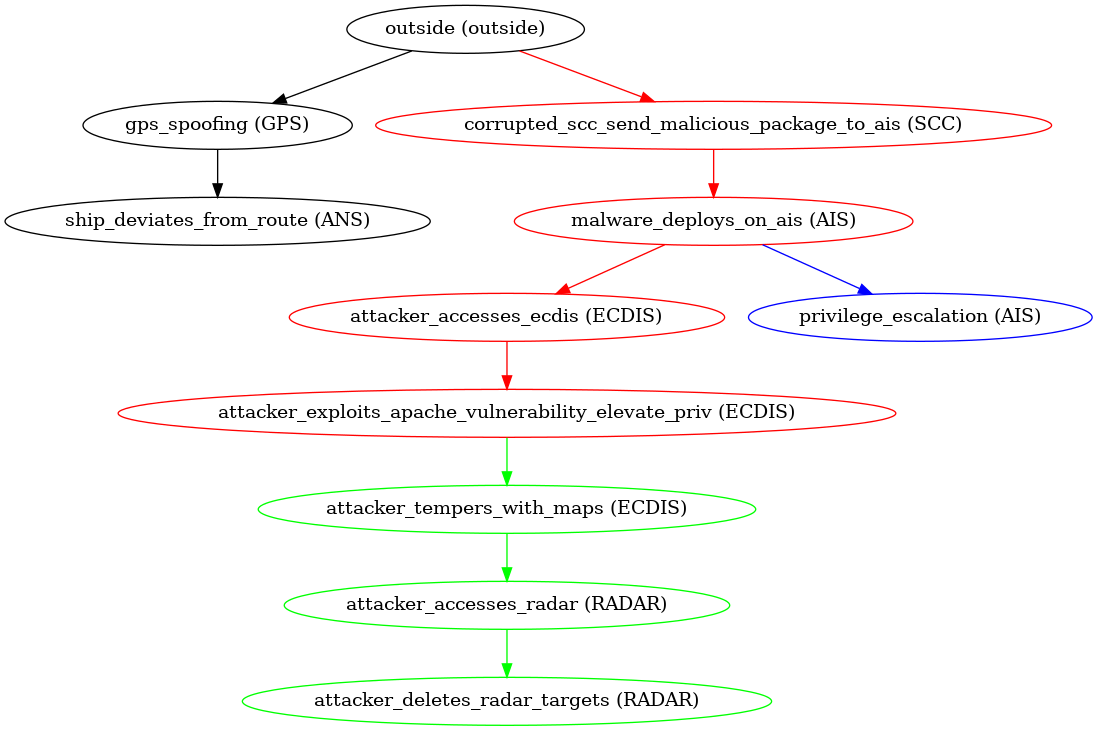 outside (outside)
gps_spoofing (GPS)
corrupted_scc_send_malicious_package_to_ais (SCC)
ship_deviates_from_route (ANS)
malware_deploys_on_ais (AIS)
attacker_accesses_ecdis (ECDIS)
privilege_escalation (AIS)
attacker_exploits_apache_vulnerability_elevate_priv (ECDIS)
attacker_tempers_with_maps (ECDIS)
attacker_accesses_radar (RADAR)
attacker_deletes_radar_targets (RADAR)